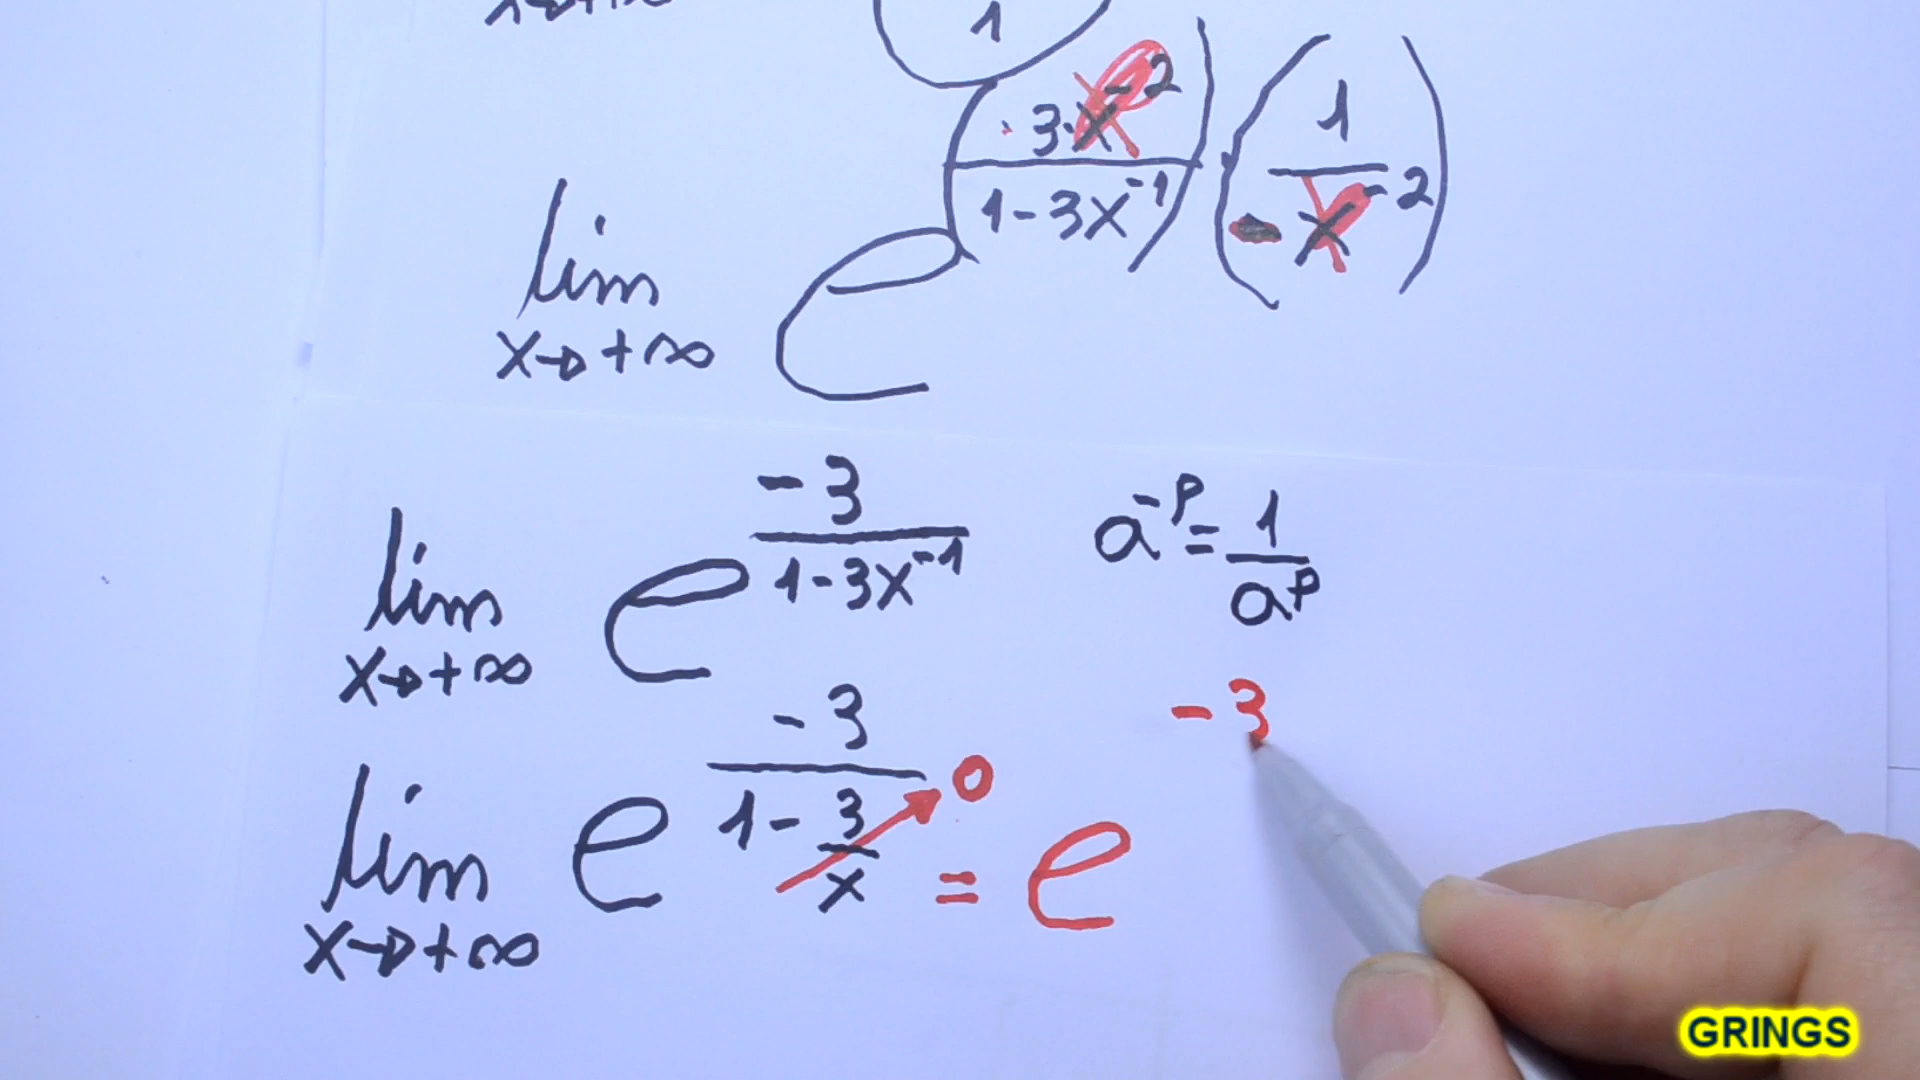 1
3·x⁻² 1
lim e 1-3x⁻¹ · -x⁻²
x→+∞
-3
lim e 1-3x⁻¹ a⁻ᵖ = 1/aᵖ
x→+∞
-3 -3
lim e 1-3/x 0 = e
x→+∞
GRINGS